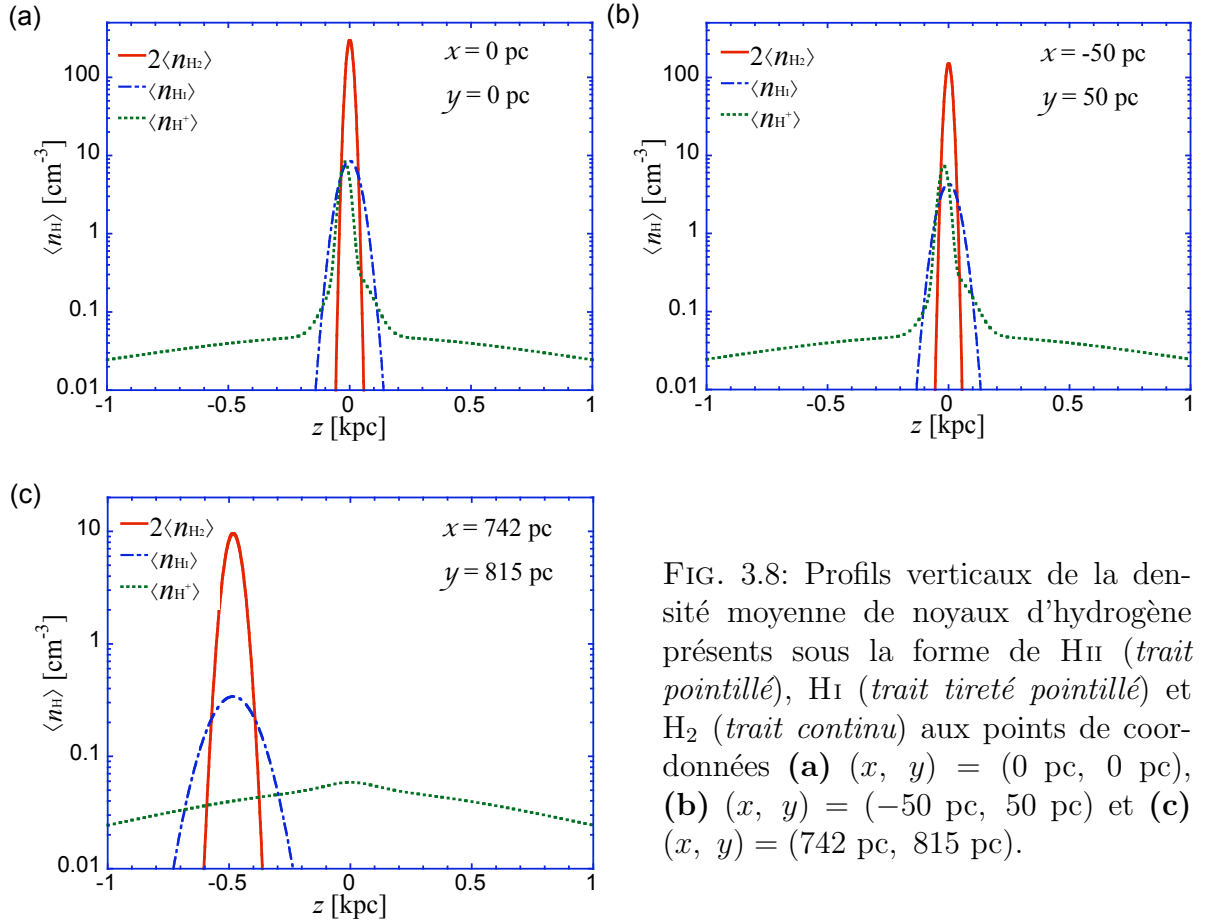 (a)
2⟨nH₂⟩
⟨nHI⟩
⟨nH⁺⟩
x = 0 pc
y = 0 pc
100
10
1
0.1
0.01
⟨nH⟩ [cm⁻³]
-1 -0.5 0 0.5 1
z [kpc]
(b)
2⟨nH₂⟩
⟨nHI⟩
⟨nH⁺⟩
x = -50 pc
y = 50 pc
100
10
1
0.1
0.01
⟨nH⟩ [cm⁻³]
-1 -0.5 0 0.5 1
z [kpc]
(c)
2⟨nH₂⟩
⟨nHI⟩
⟨nH⁺⟩
x = 742 pc
y = 815 pc
10
1
0.1
0.01
⟨nH⟩ [cm⁻³]
-1 -0.5 0 0.5 1
z [kpc]
FIG. 3.8: Profils verticaux de la den-
sité moyenne de noyaux d'hydrogène
présents sous la forme de HII (trait
pointillé), HI (trait tireté pointillé) et
H₂ (trait continu) aux points de coor-
données (a) (x, y) = (0 pc, 0 pc),
(b) (x, y) = (−50 pc, 50 pc) et (c)
(x, y) = (742 pc, 815 pc).